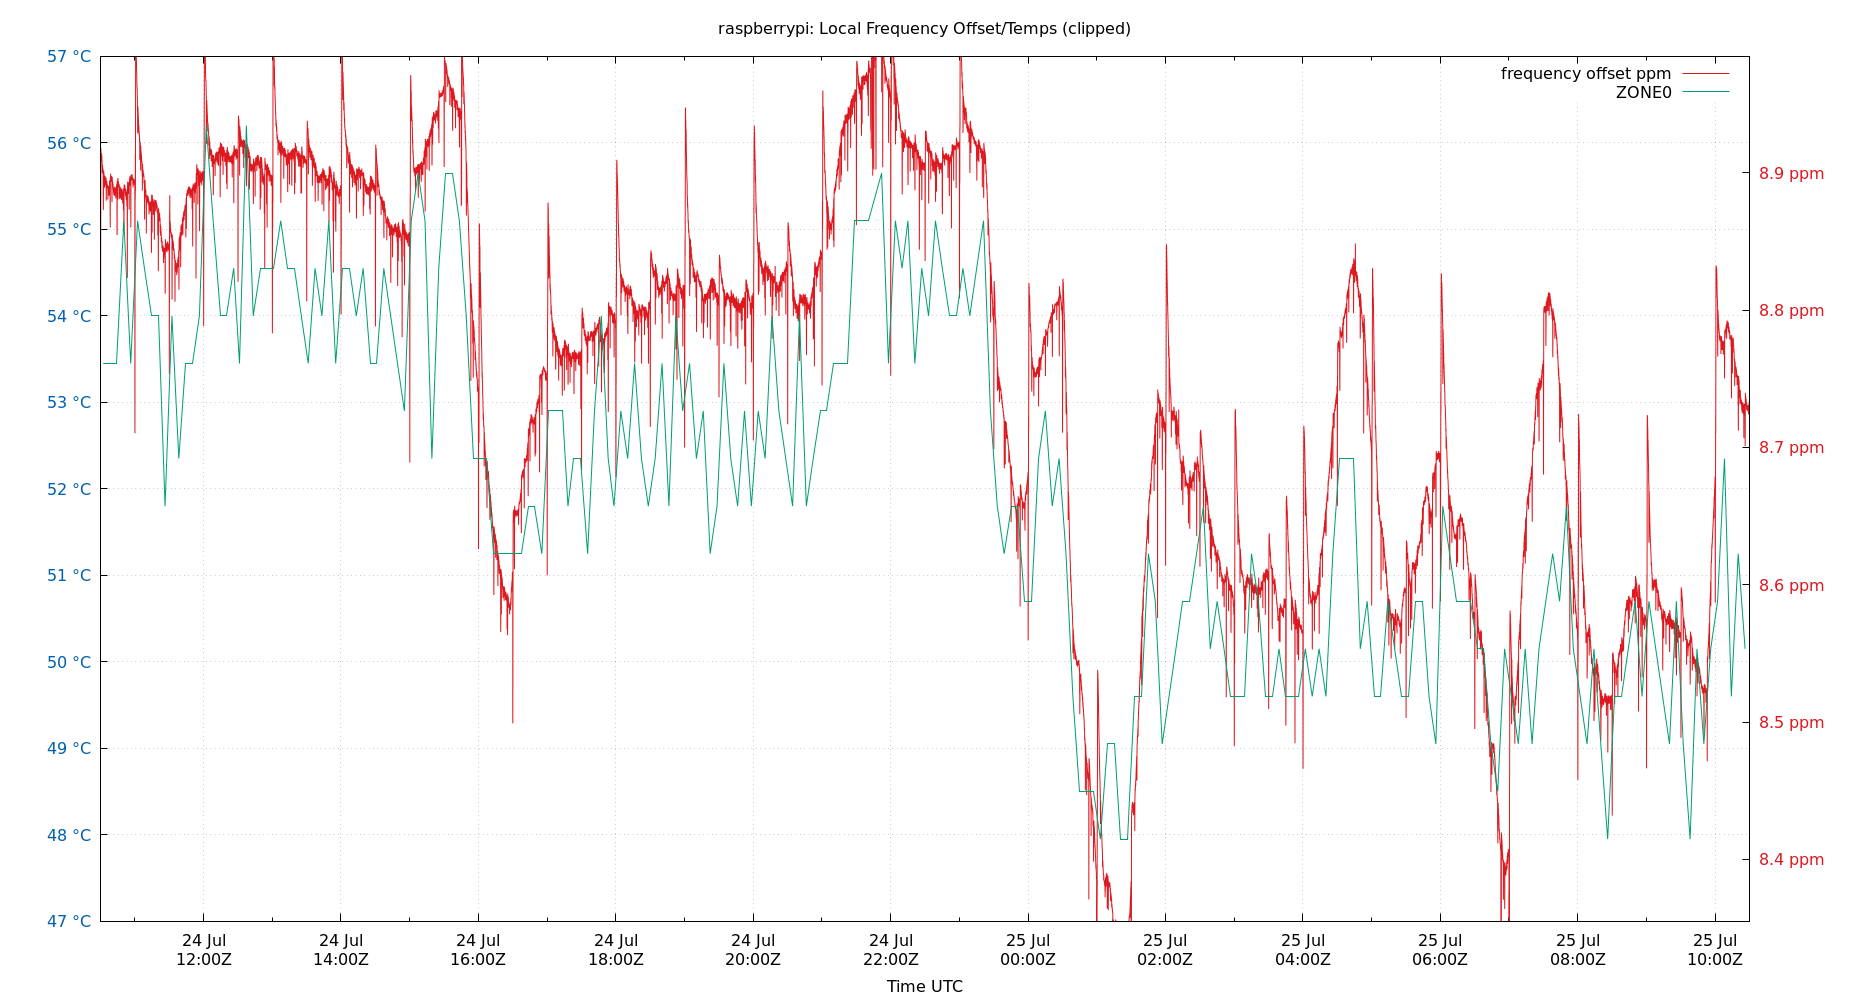 raspberrypi: Local Frequency Offset/Temps (clipped)
57 °C
56 °C
55 °C
54 °C
53 °C
52 °C
51 °C
50 °C
49 °C
48 °C
47 °C
frequency offset ppm
ZONE0
8.9 ppm
8.8 ppm
8.7 ppm
8.6 ppm
8.5 ppm
8.4 ppm
24 Jul 24 Jul 24 Jul 24 Jul 24 Jul 24 Jul 25 Jul 25 Jul 25 Jul 25 Jul 25 Jul 25 Jul
12:00Z 14:00Z 16:00Z 18:00Z 20:00Z 22:00Z 00:00Z 02:00Z 04:00Z 06:00Z 08:00Z 10:00Z
Time UTC